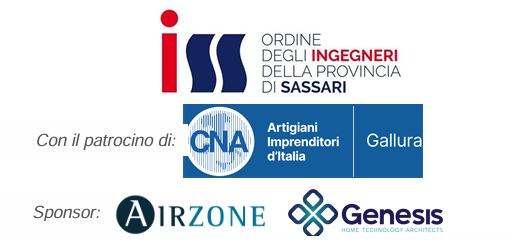 iss
ORDINE
DEGLI INGEGNERI
DELLA PROVINCIA
DI SASSARI
Con il patrocino di:
CNA
Artigiani
Imprenditori
d'Italia
Gallura
Sponsor:
AIRZONE
Genesis
HOME TECHNOLOGY ARCHITECTS